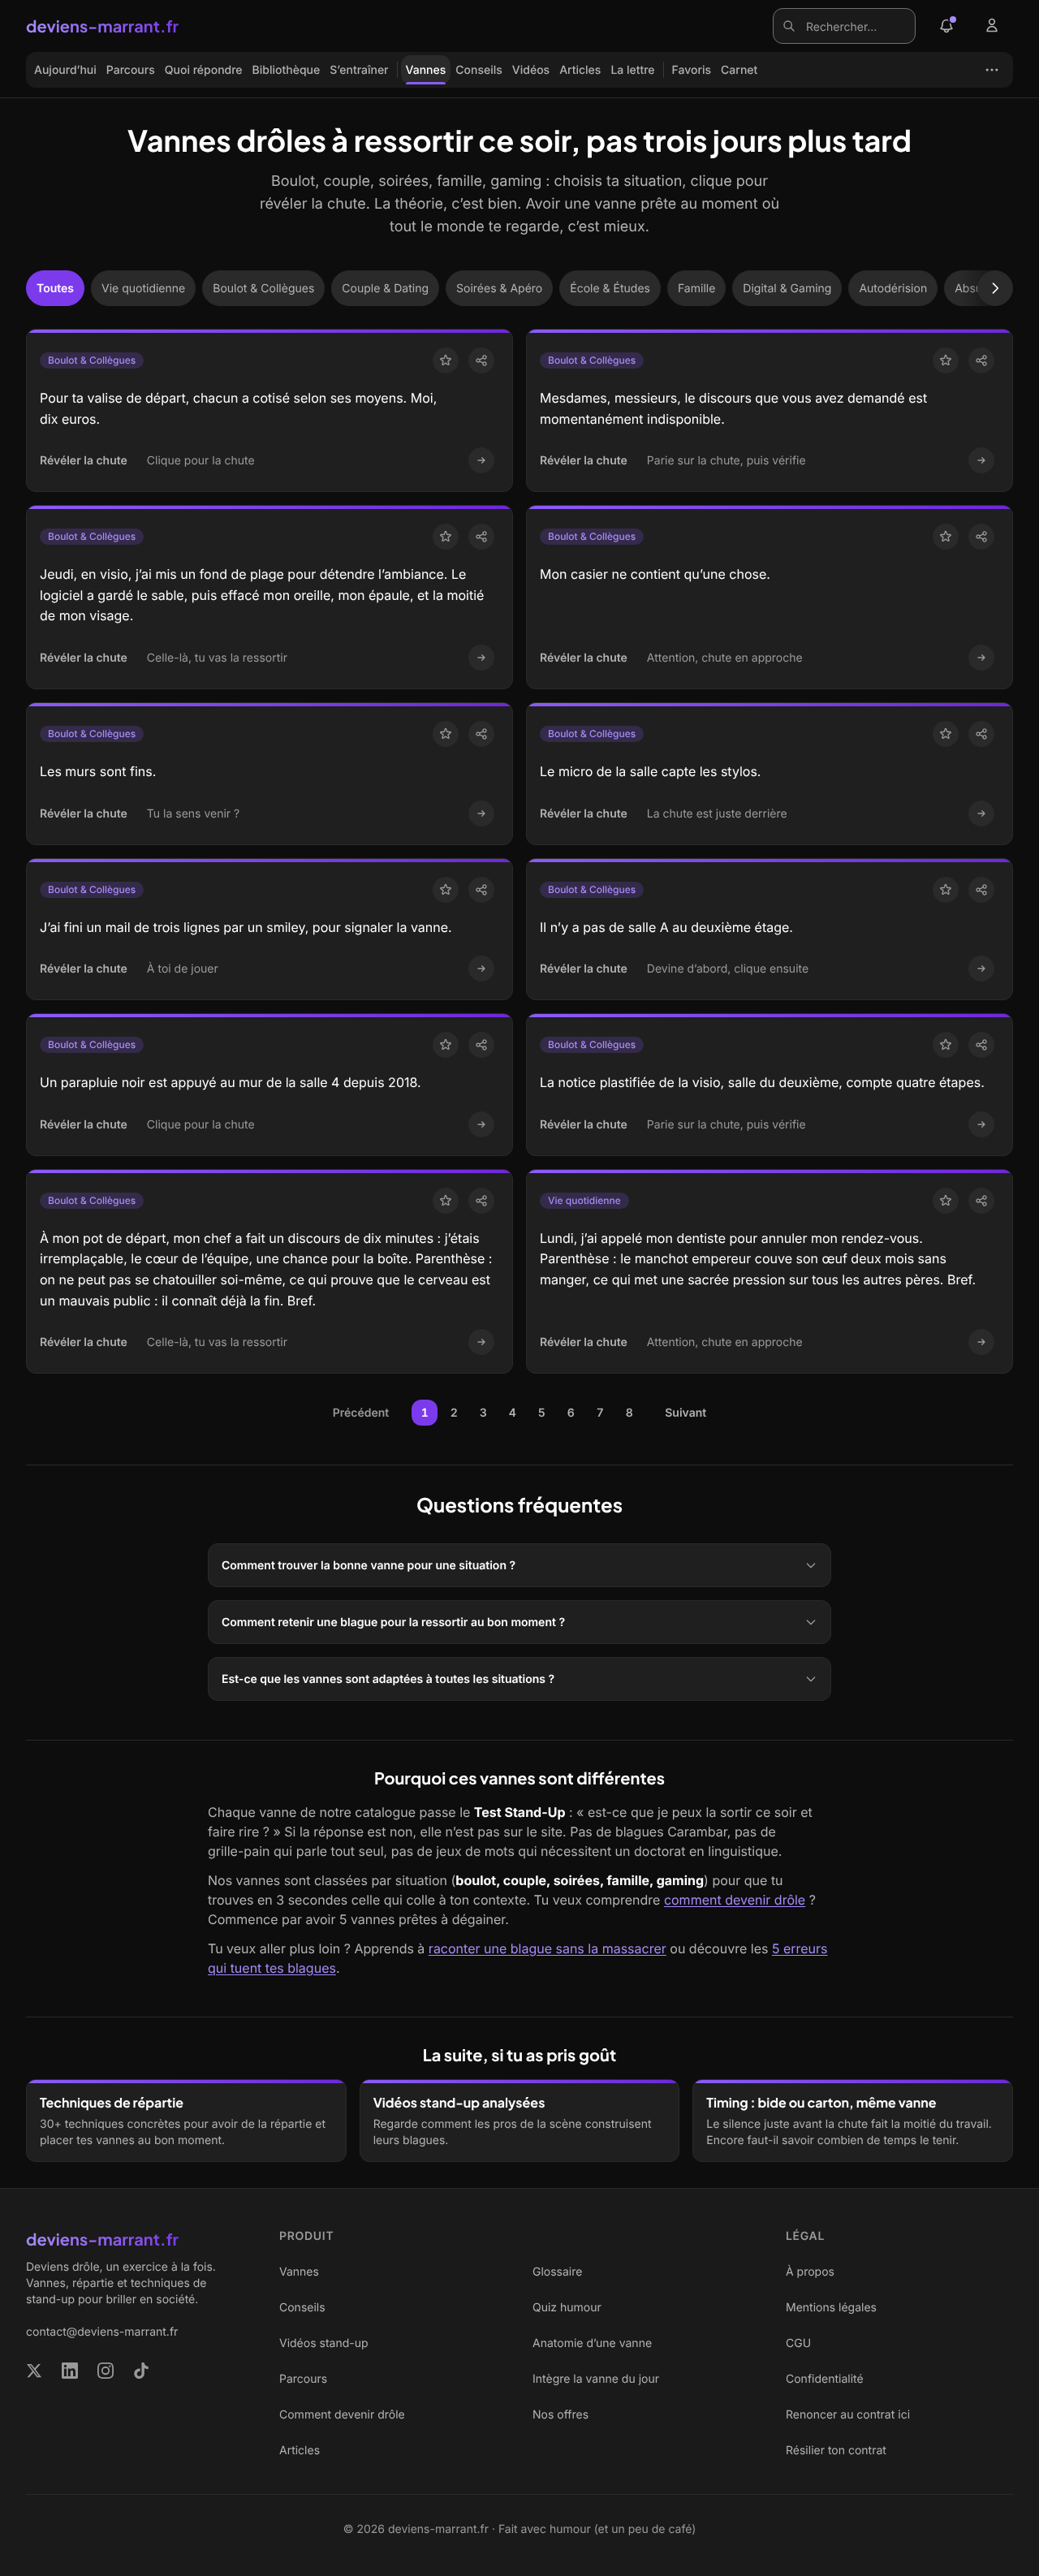 deviens-marrant.fr
Rechercher...
Aujourd’hui Parcours Quoi répondre Bibliothèque S’entraîner Vannes Conseils Vidéos Articles La lettre Favoris Carnet
Vannes drôles à ressortir ce soir, pas trois jours plus tard
Boulot, couple, soirées, famille, gaming : choisis ta situation, clique pour
révéler la chute. La théorie, c’est bien. Avoir une vanne prête au moment où
tout le monde te regarde, c’est mieux.
Toutes Vie quotidienne Boulot & Collègues Couple & Dating Soirées & Apéro École & Études Famille Digital & Gaming Autodérision
Boulot & Collègues
Pour ta valise de départ, chacun a cotisé selon ses moyens. Moi,
dix euros.
Révéler la chute Clique pour la chute
Boulot & Collègues
Mesdames, messieurs, le discours que vous avez demandé est
momentanément indisponible.
Révéler la chute Parie sur la chute, puis vérifie
Boulot & Collègues
Jeudi, en visio, j’ai mis un fond de plage pour détendre l’ambiance. Le
logiciel a gardé le sable, puis effacé mon oreille, mon épaule, et la moitié
de mon visage.
Révéler la chute Celle-là, tu vas la ressortir
Boulot & Collègues
Mon casier ne contient qu’une chose.
Révéler la chute Attention, chute en approche
Boulot & Collègues
Les murs sont fins.
Révéler la chute Tu la sens venir ?
Boulot & Collègues
Le micro de la salle capte les stylos.
Révéler la chute La chute est juste derrière
Boulot & Collègues
J’ai fini un mail de trois lignes par un smiley, pour signaler la vanne.
Révéler la chute À toi de jouer
Boulot & Collègues
Il n’y a pas de salle A au deuxième étage.
Révéler la chute Devine d’abord, clique ensuite
Boulot & Collègues
Un parapluie noir est appuyé au mur de la salle 4 depuis 2018.
Révéler la chute Clique pour la chute
Boulot & Collègues
La notice plastifiée de la visio, salle du deuxième, compte quatre étapes.
Révéler la chute Parie sur la chute, puis vérifie
Boulot & Collègues
À mon pot de départ, mon chef a fait un discours de dix minutes : j’étais
irremplaçable, le cœur de l’équipe, une chance pour la boîte. Parenthèse :
on ne peut pas se chatouiller soi-même, ce qui prouve que le cerveau est
un mauvais public : il connaît déjà la fin. Bref.
Révéler la chute Celle-là, tu vas la ressortir
Vie quotidienne
Lundi, j’ai appelé mon dentiste pour annuler mon rendez-vous.
Parenthèse : le manchot empereur couve son œuf deux mois sans
manger, ce qui met une sacrée pression sur tous les autres pères. Bref.
Révéler la chute Attention, chute en approche
Précédent 1 2 3 4 5 6 7 8 Suivant
Questions fréquentes
Comment trouver la bonne vanne pour une situation ?
Comment retenir une blague pour la ressortir au bon moment ?
Est-ce que les vannes sont adaptées à toutes les situations ?
Pourquoi ces vannes sont différentes
Chaque vanne de notre catalogue passe le Test Stand-Up : « est-ce que je peux la sortir ce soir et
faire rire ? » Si la réponse est non, elle n’est pas sur le site. Pas de blagues Carambar, pas de
grille-pain qui parle tout seul, pas de jeux de mots qui nécessitent un doctorat en linguistique.
Nos vannes sont classées par situation (boulot, couple, soirées, famille, gaming) pour que tu
trouves en 3 secondes celle qui colle à ton contexte. Tu veux comprendre comment devenir drôle ?
Commence par avoir 5 vannes prêtes à dégainer.
Tu veux aller plus loin ? Apprends à raconter une blague sans la massacrer ou découvre les 5 erreurs
qui tuent tes blagues.
La suite, si tu as pris goût
Techniques de répartie
30+ techniques concrètes pour avoir de la répartie et
placer tes vannes au bon moment.
Vidéos stand-up analysées
Regarde comment les pros de la scène construisent
leurs blagues.
Timing : bide ou carton, même vanne
Le silence juste avant la chute fait la moitié du travail.
Encore faut-il savoir combien de temps le tenir.
deviens-marrant.fr
Deviens drôle, un exercice à la fois.
Vannes, répartie et techniques de
stand-up pour briller en société.
contact@deviens-marrant.fr
PRODUIT
Vannes
Conseils
Vidéos stand-up
Parcours
Comment devenir drôle
Articles
Glossaire
Quiz humour
Anatomie d’une vanne
Intègre la vanne du jour
Nos offres
LÉGAL
À propos
Mentions légales
CGU
Confidentialité
Renoncer au contrat ici
Résilier ton contrat
© 2026 deviens-marrant.fr · Fait avec humour (et un peu de café)